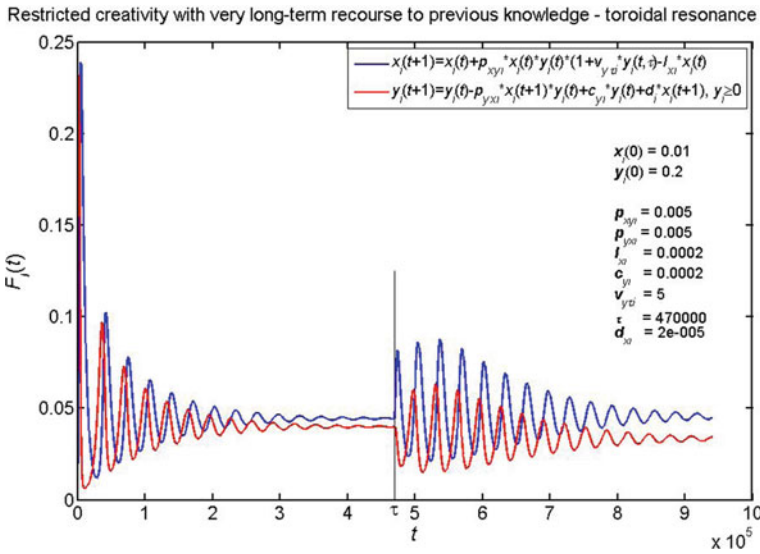 Restricted creativity with very long-term recourse to previous knowledge - toroidal resonance
x_i(t+1)=x_i(t)+p_xyi*x_i(t)*y_i(t)*(1+v_yτi*y_i(t,τ)-l_xi*x_i(t)
y_i(t+1)=y_i(t)-p_yxi*x_i(t+1)*y_i(t)+c_yi*y_i(t)+d_i*x_i(t+1), y_i≥0
x_i(0) = 0.01
y_i(0) = 0.2
p_xyi = 0.005
p_yxi = 0.005
l_xi = 0.0002
c_yi = 0.0002
v_yτi = 5
τ = 470000
d_xi = 2e-005
F_i(t)
0.25
0.2
0.15
0.1
0.05
0
0 1 2 3 4 τ 5 6 7 8 9 10
t
x 10^5